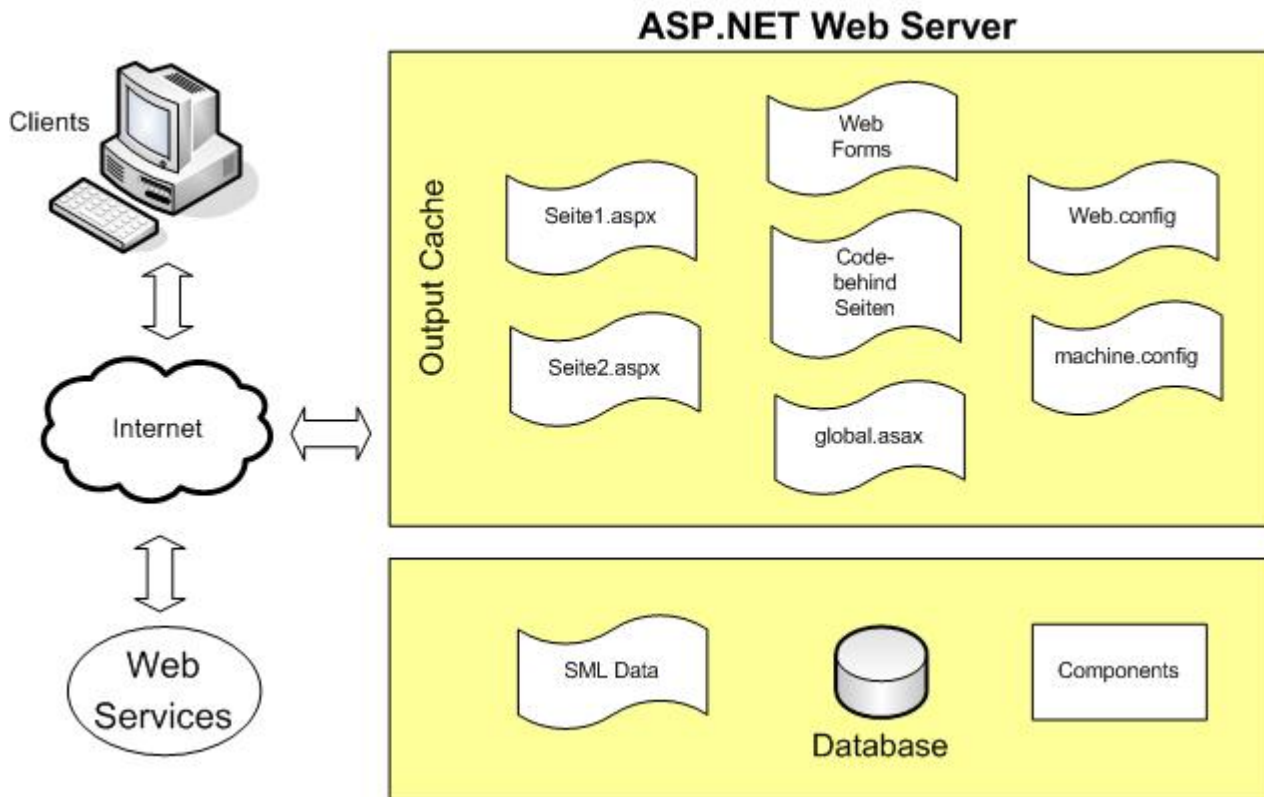 ASP.NET Web Server
Clients
Output Cache
Seite1.aspx
Seite2.aspx
Web
Forms
Code-
behind
Seiten
global.asax
Web.config
machine.config
Internet
Web
Services
SML Data
Database
Components